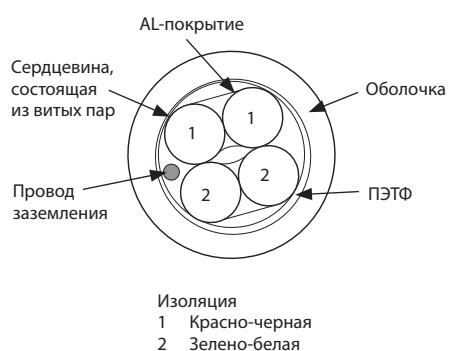 AL-покрытие
Сердцевина,
состоящая
из витых пар
Оболочка
1
1
2
2
Провод
заземления
ПЭТФ
Изоляция
1 Красно-черная
2 Зелено-белая